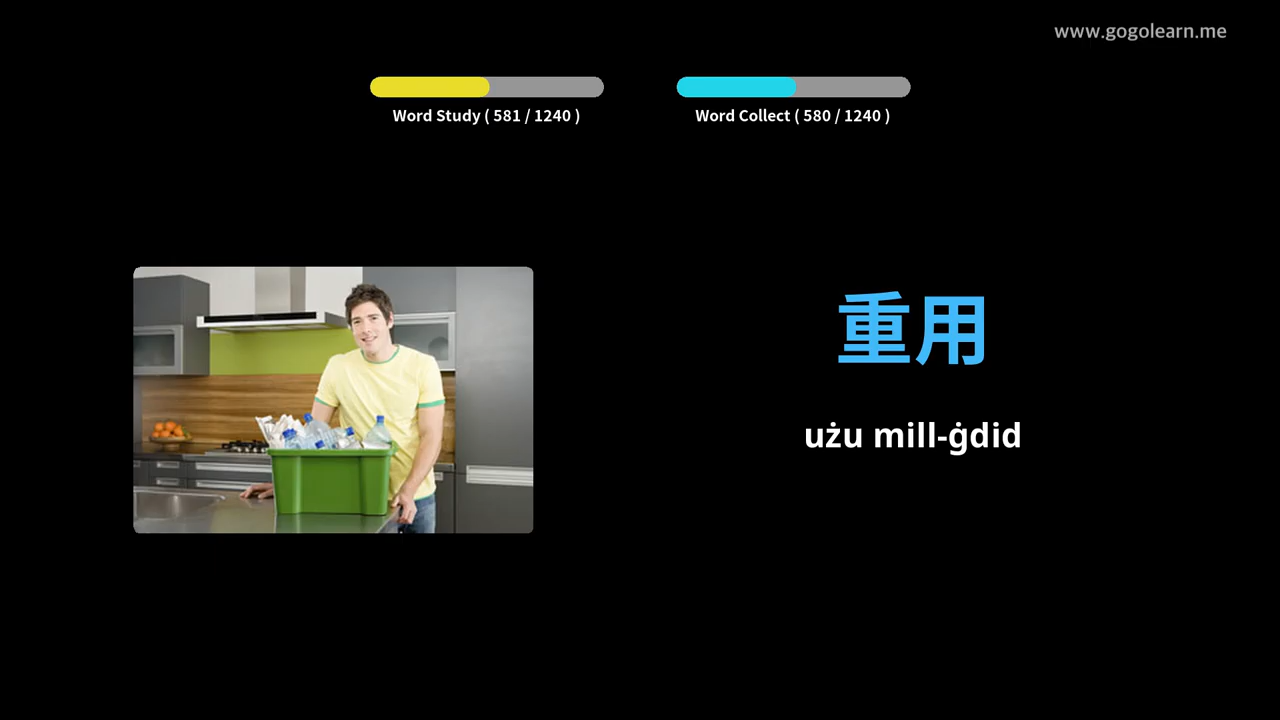 www.gogolearn.me
Word Study ( 581 / 1240 )
Word Collect ( 580 / 1240 )
重用
użu mill-ġdid